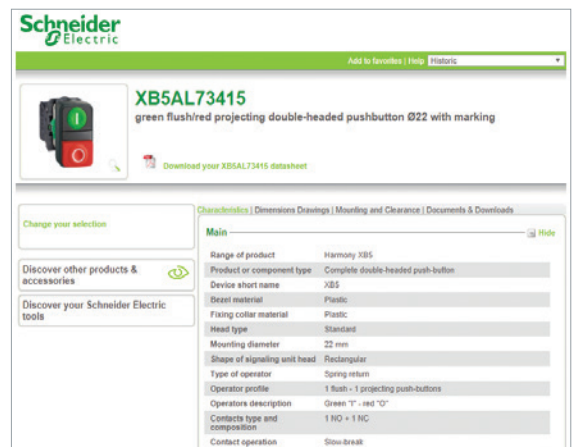 Schneider
Electric
Add to favorites | Help Historic
XB5AL73415
green flush/red projecting double-headed pushbutton Ø22 with marking
Download your XB5AL73415 datasheet
Characteristics | Dimensions Drawings | Mounting and Clearance | Documents & Downloads
Change your selection
Discover other products &
accessories
Discover your Schneider Electric
tools
Main
Hide
Range of product Harmony XB5
Product or component type Complete double-headed push-button
Device short name XB5
Bezel material Plastic
Fixing collar material Plastic
Head type Standard
Mounting diameter 22 mm
Shape of signaling unit head Rectangular
Type of operator Spring return
Operator profile 1 flush - 1 projecting push-buttons
Operators description Green "I" - red "O"
Contacts type and
composition 1 NO + 1 NC
Contact operation Slow-break